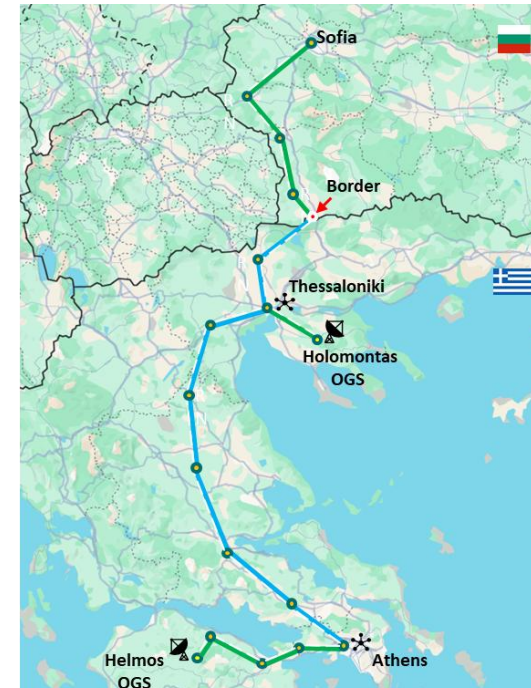 Sofia
Border
Thessaloniki
Holomontas
OGS
Helmos
OGS
Athens